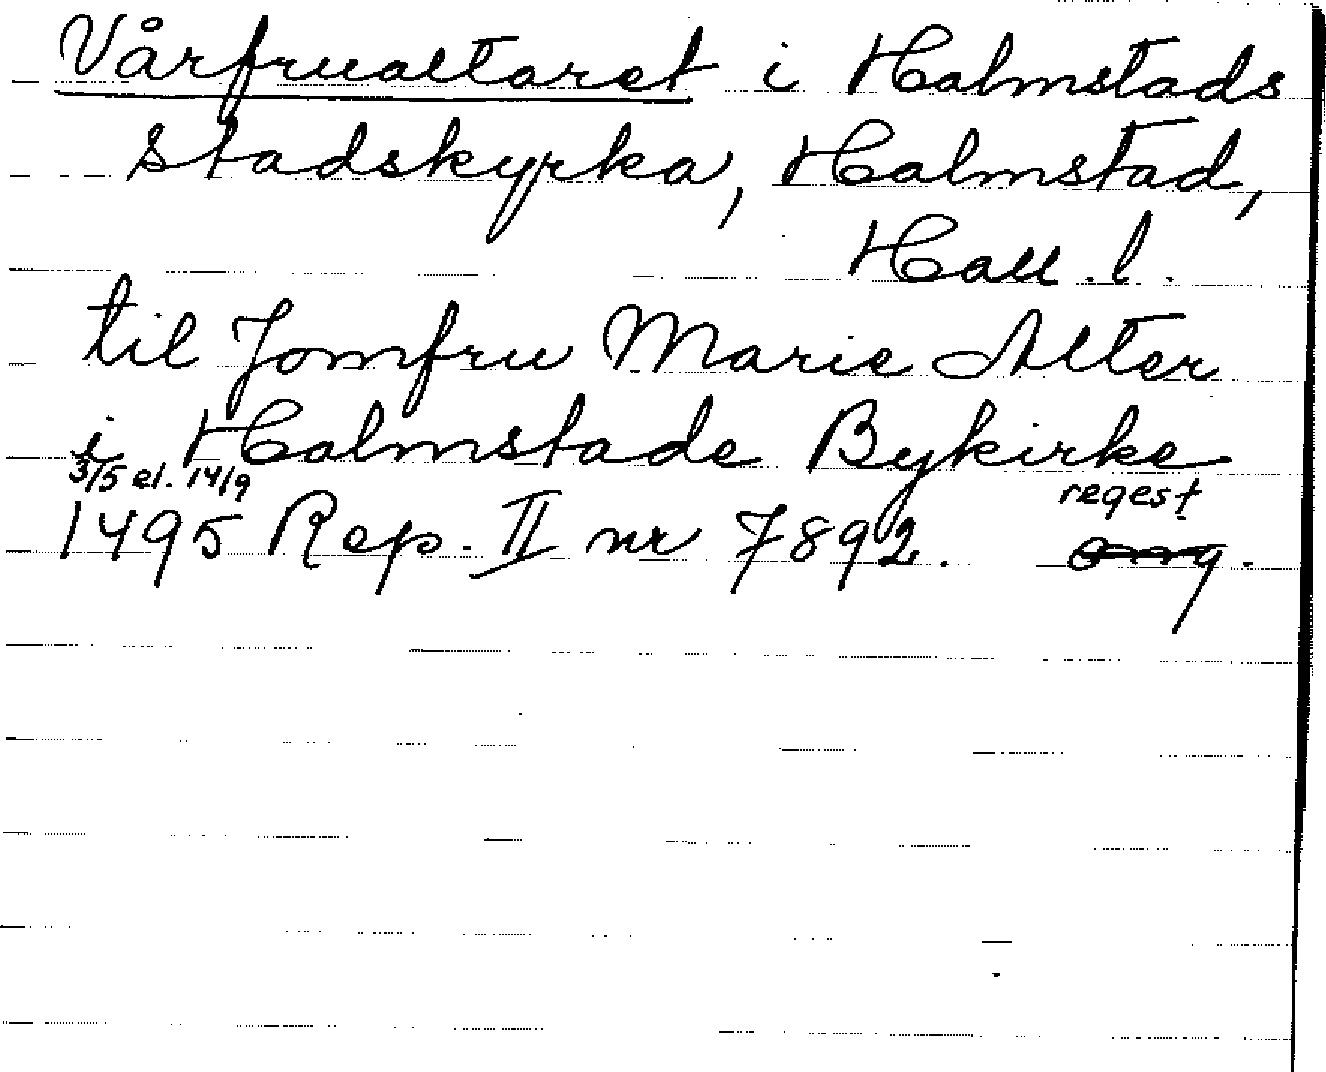 Vårfrualtaret i Halmstads
stadskyrka, Halmstad,
Hall. l.
til Jomfru Marie Alter
i Halmstade Bykirke
3/5 el. 14/9
regest
1495 Rep. II nr 7892.